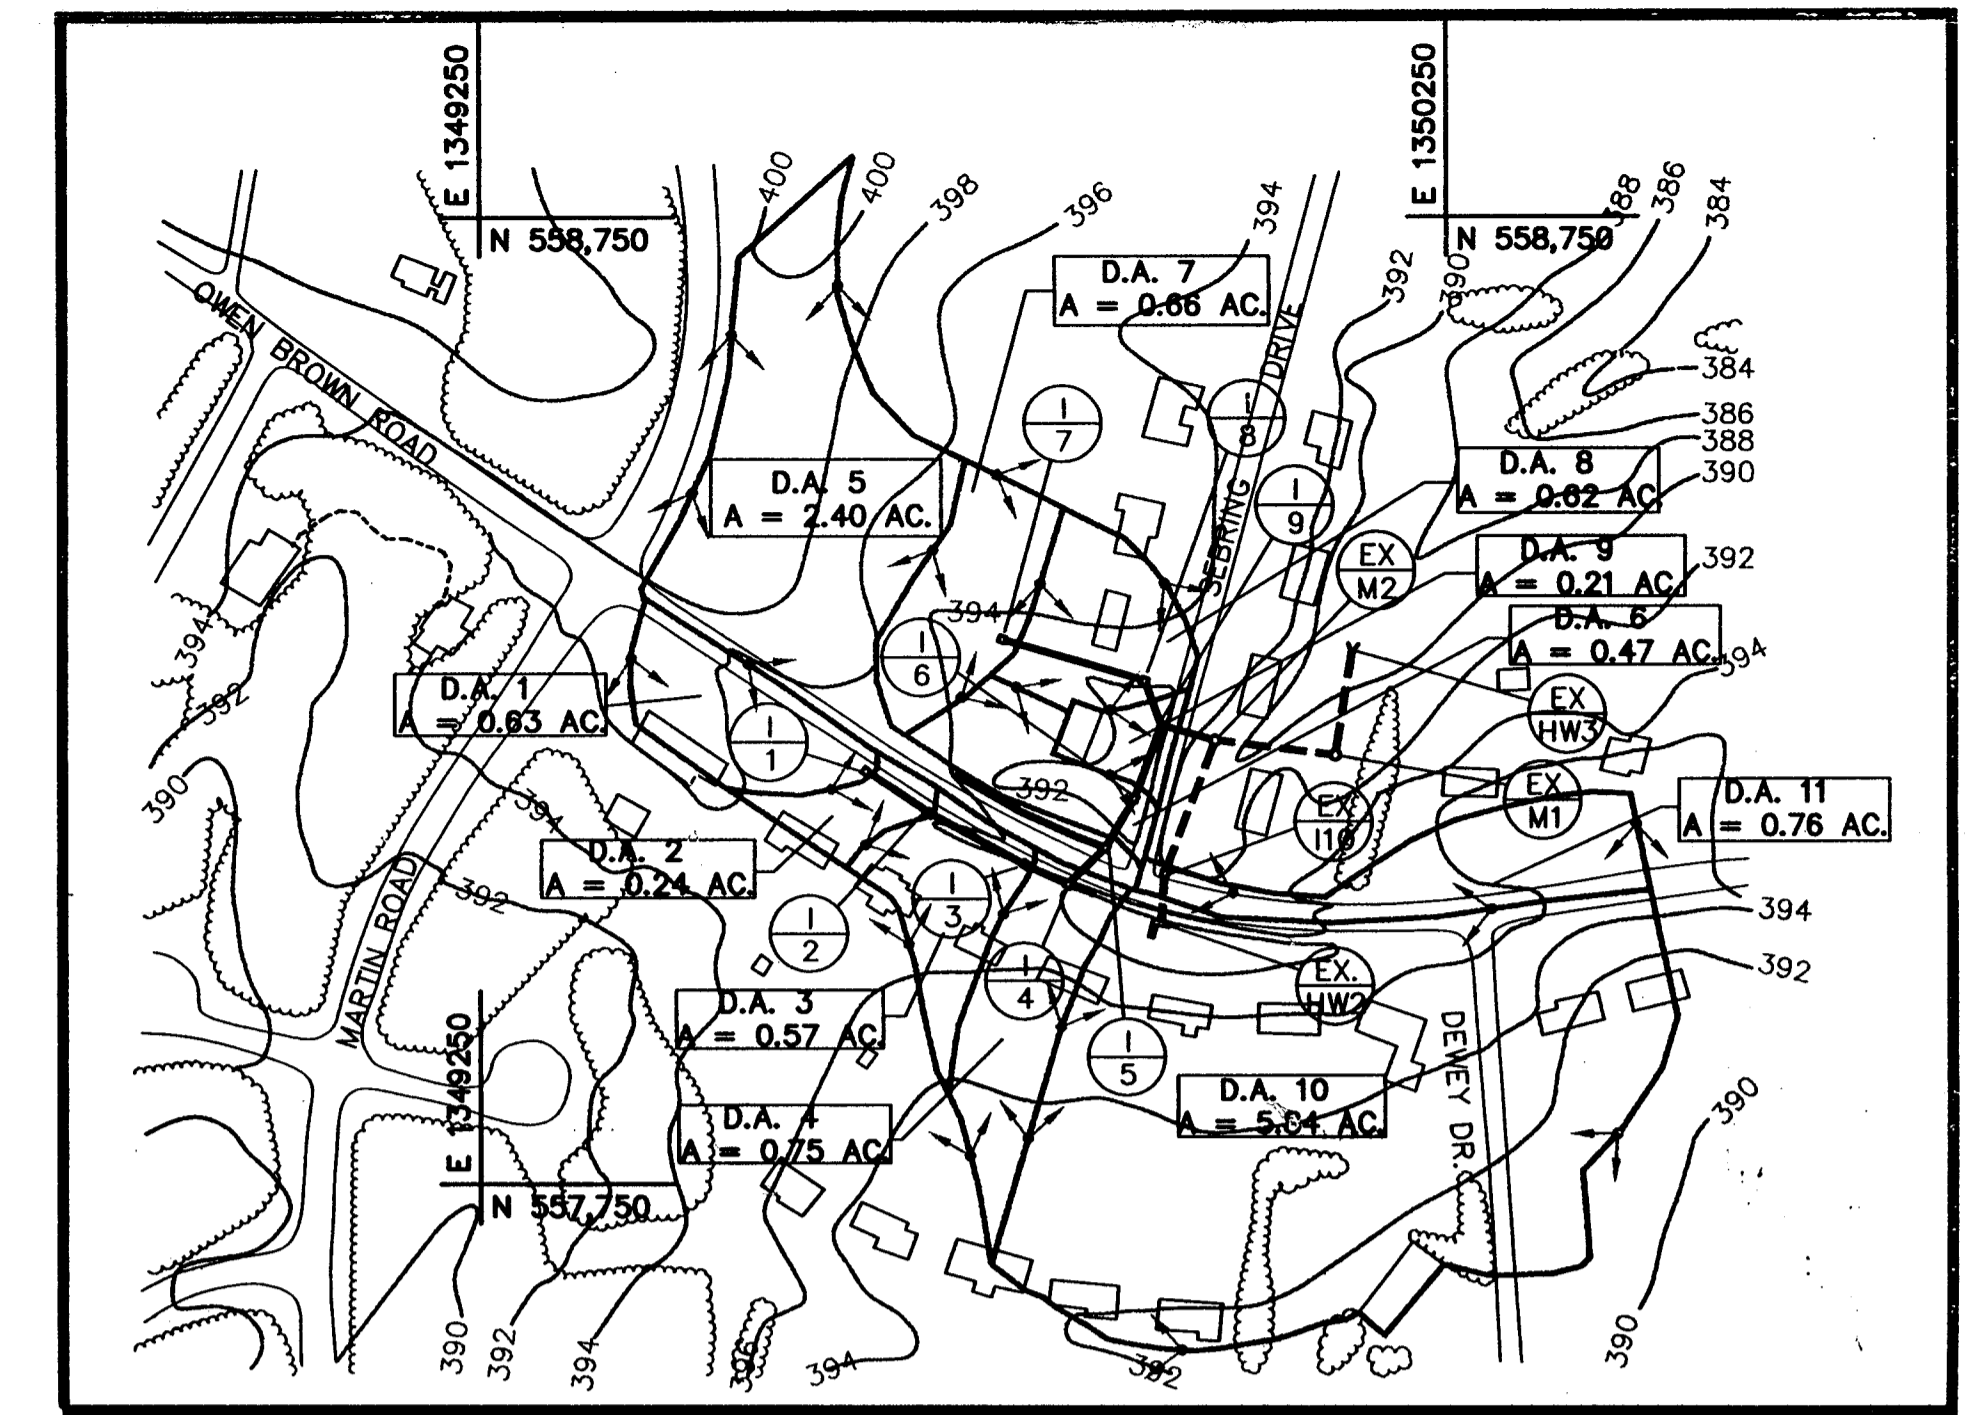 E 1349250
N 558,750
E 1350250
N 558,750
400
400
398
396
394
392
390
388
386
384
D.A. 7
A = 0.66 AC.
OWEN BROWN ROAD
SEBRING DRIVE
384
386
388
390
392
394
I
7
I
8
I
9
D.A. 5
A = 2.40 AC.
D.A. 8
A = 0.62 AC.
D.A. 9
A = 0.21 AC.
D.A. 6
A = 0.47 AC.
EX
M2
394
I
6
394
392
390
D.A. 1
A = 0.63 AC.
I
1
EX
HW3
392
EX
I10
EX
M1
D.A. 11
A = 0.76 AC.
394
D.A. 2
A = 0.24 AC.
392
MARTIN ROAD
I
2
I
3
I
4
I
5
394
392
EX.
HW2
D.A. 3
A = 0.57 AC.
D.A. 10
A = 5.04 AC.
DEWEY DR.
D.A. 4
A = 0.75 AC.
E 1349250
N 557,750
390
390
392
394
396
394
392
390